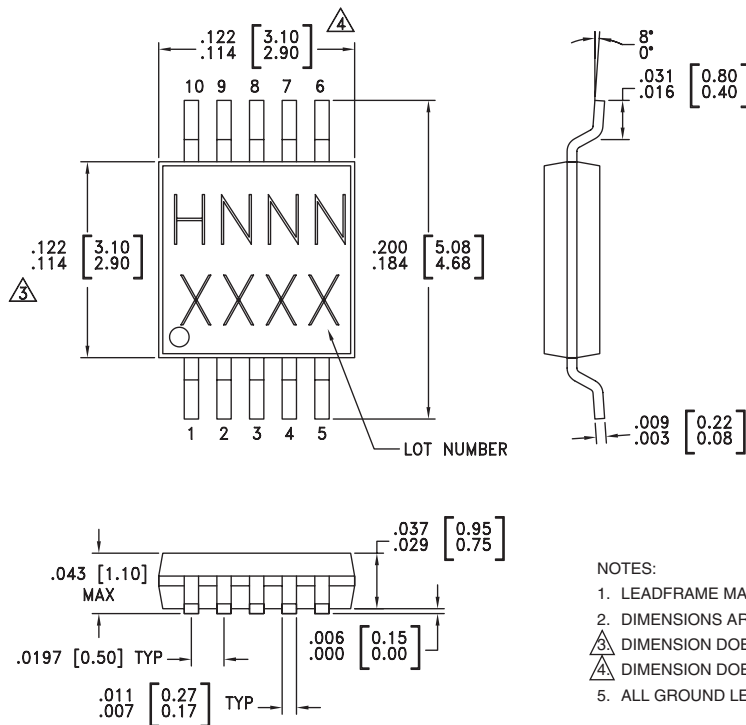 4
.122 [3.10]
.114 [2.90]
10 9 8 7 6
8°
0°
.031 [0.80]
.016 [0.40]
HNNN
XXXX
.122 [3.10]
.114 [2.90]
3
.200 [5.08]
.184 [4.68]
1 2 3 4 5
LOT NUMBER
.009 [0.22]
.003 [0.08]
.037 [0.95]
.029 [0.75]
.043 [1.10]
MAX
.006 [0.15]
.000 [0.00]
.0197 [0.50] TYP
.011 [0.27]
.007 [0.17] TYP
NOTES:
1. LEADFRAME MA
2. DIMENSIONS AR
3. DIMENSION DOE
4. DIMENSION DOE
5. ALL GROUND LE